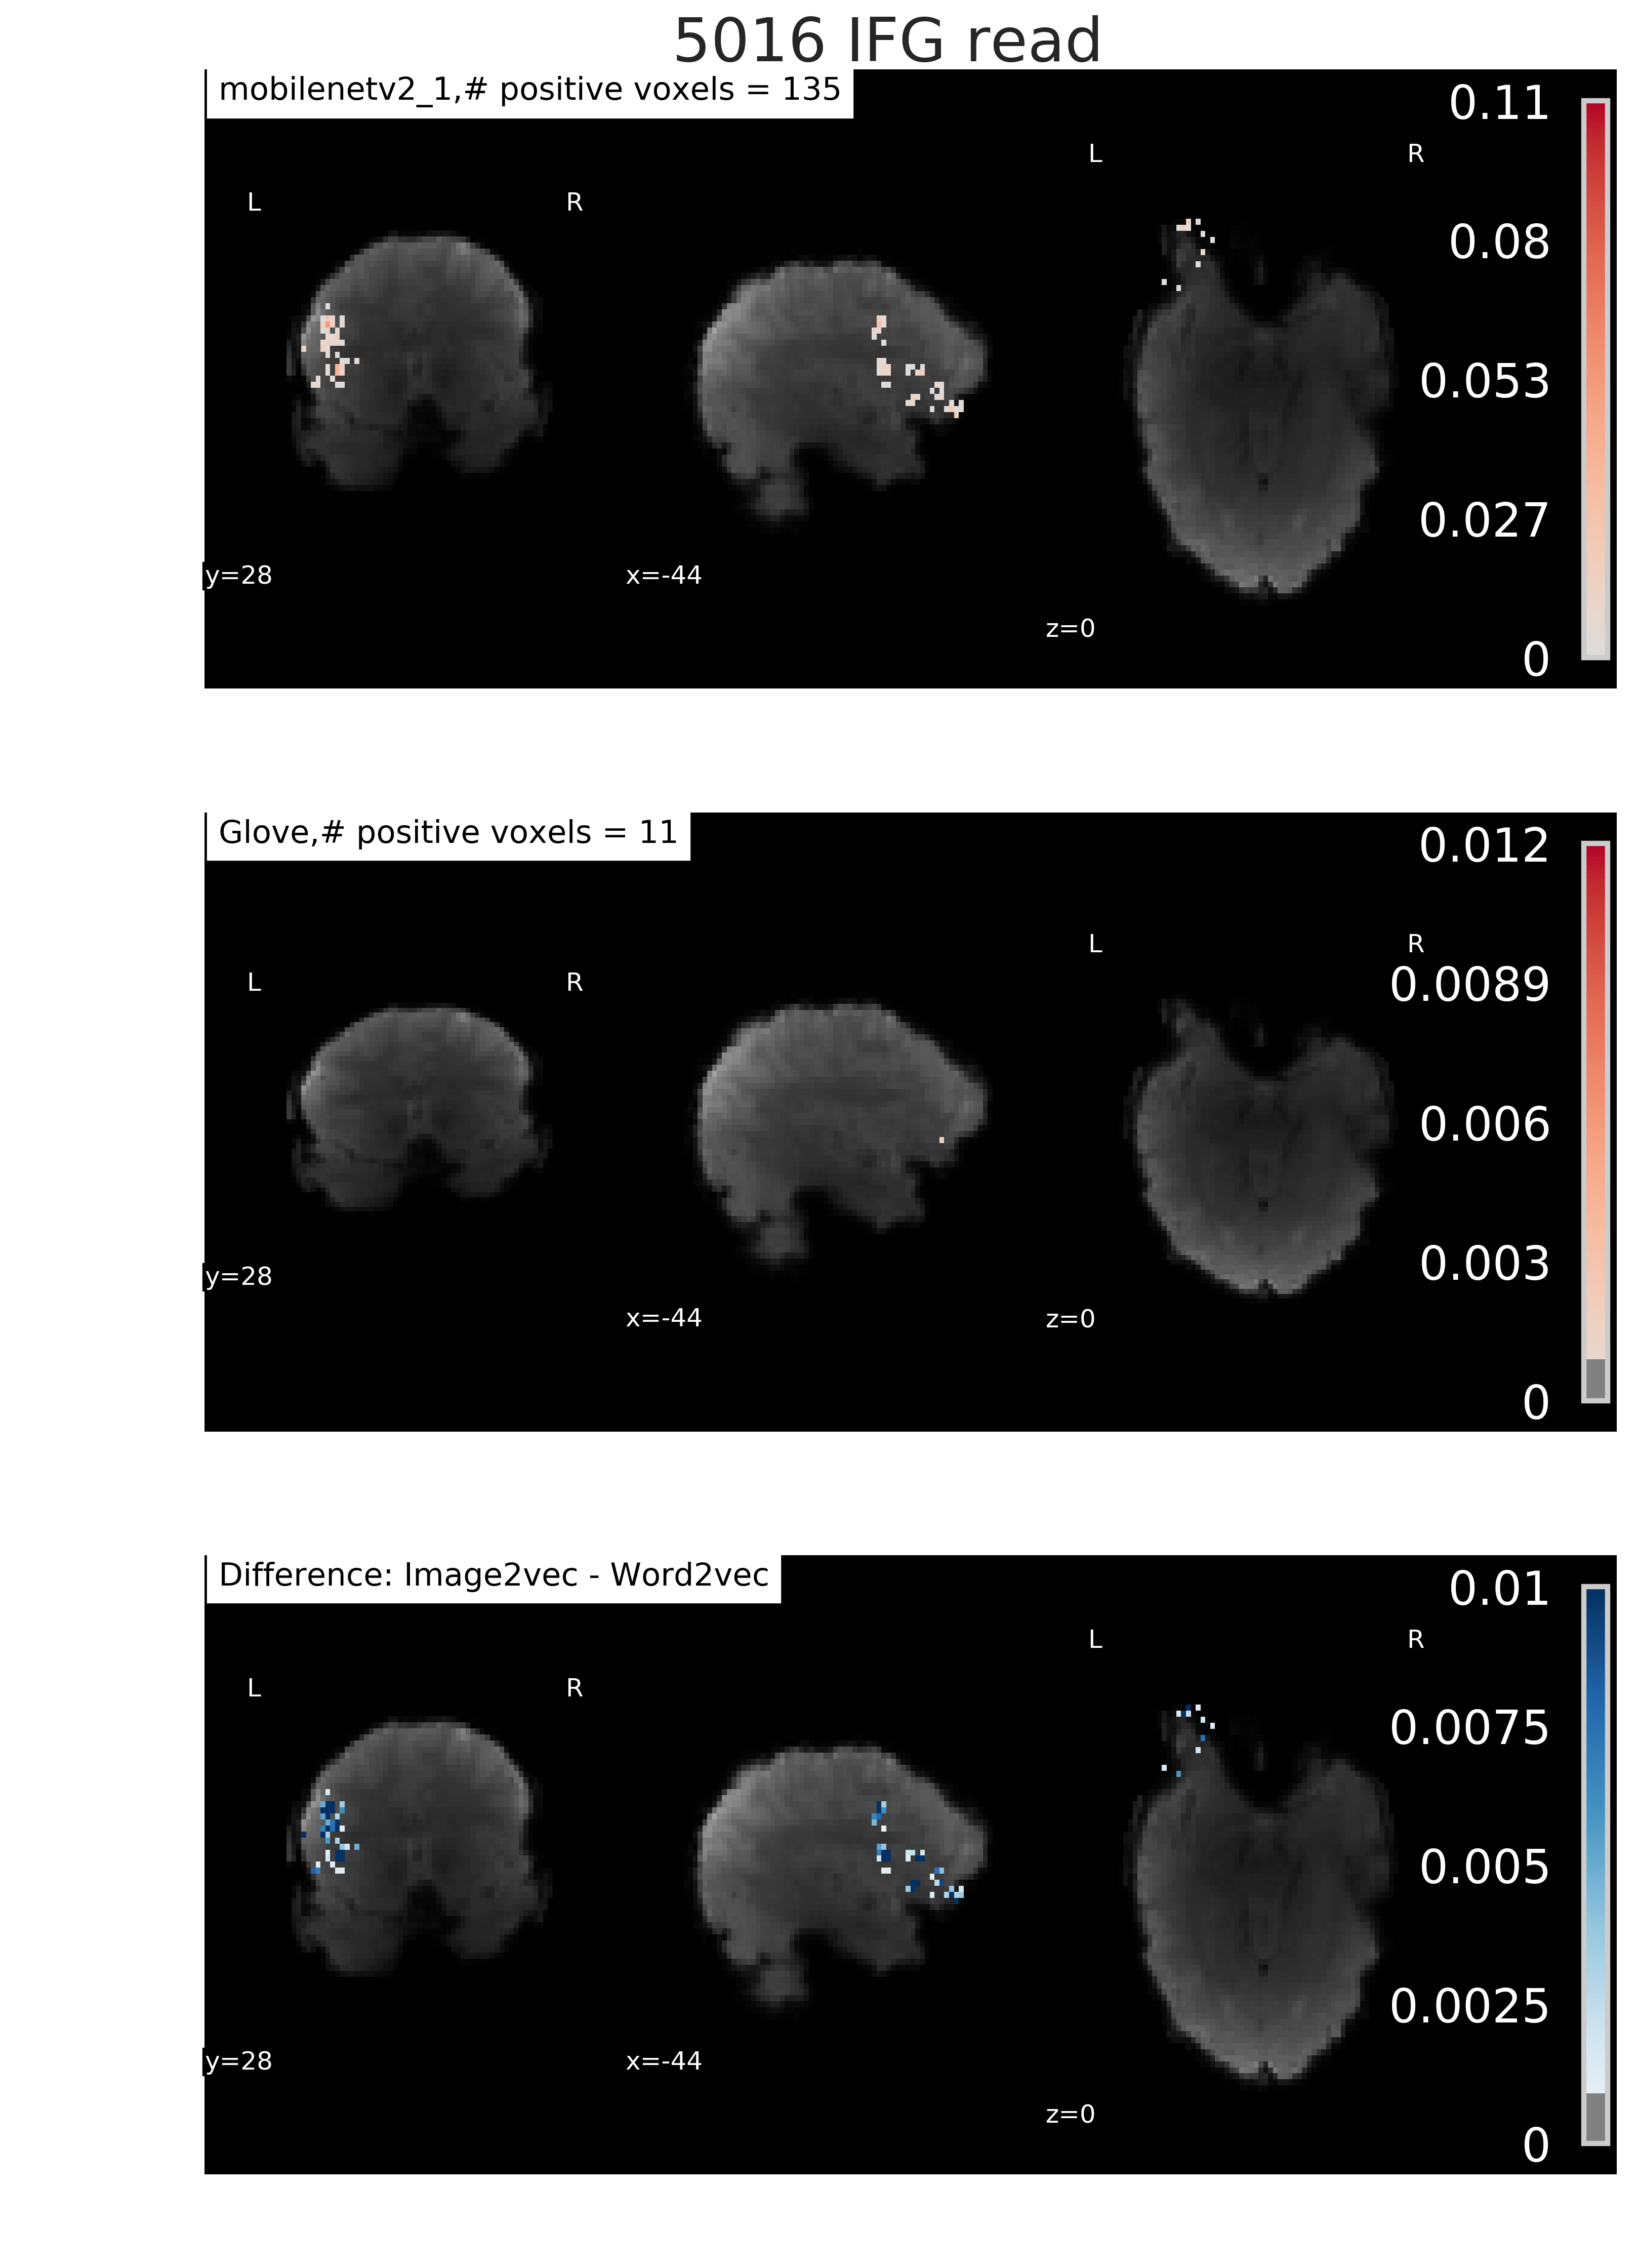 5016 IFG read
mobilenetv2_1,# positive voxels = 135
0.11
L R
L R
0.08
0.053
0.027
y=28 x=-44
z=0
0
Glove,# positive voxels = 11
0.012
L R
L R
0.0089
0.006
0.003
y=28
x=-44 z=0
0
Difference: Image2vec - Word2vec
0.01
L R
L R
0.0075
0.005
0.0025
y=28 x=-44
z=0
0